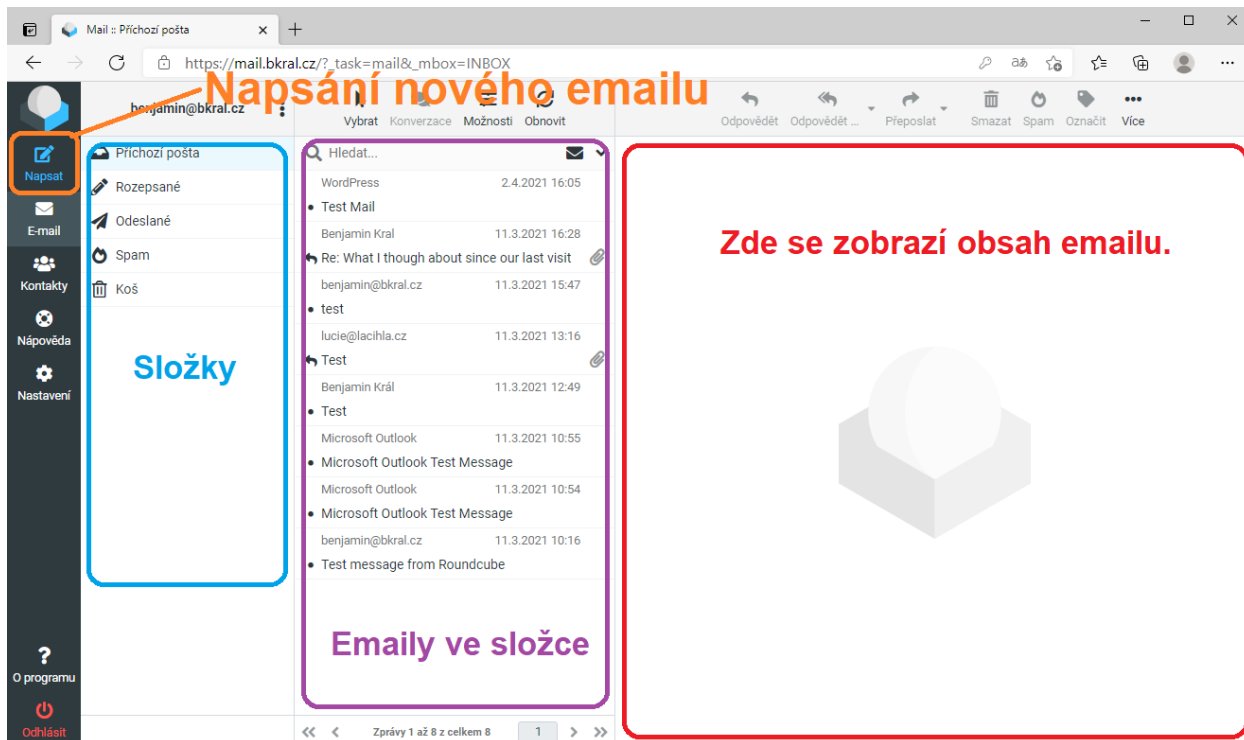 Mail :: Příchozí pošta
https://mail.bkral.cz/?_task=mail&_mbox=INBOX
Napsání nového emailu
benjamin@bkral.cz
Vybrat Konverzace Možnosti Obnovit
Odpovědět Odpovědět ... Přeposlat Smazat Spam Označit Více
Napsat
E-mail
Kontakty
Nápověda
Nastavení
O programu
Odhlásit
Příchozí pošta
Rozepsané
Odeslané
Spam
Koš
Složky
Hledat...
WordPress 2.4.2021 16:05
Test Mail
Benjamin Kral 11.3.2021 16:28
Re: What I though about since our last visit
benjamin@bkral.cz 11.3.2021 15:47
test
lucie@lacihla.cz 11.3.2021 13:16
Test
Benjamin Král 11.3.2021 12:49
Test
Microsoft Outlook 11.3.2021 10:55
Microsoft Outlook Test Message
Microsoft Outlook 11.3.2021 10:54
Microsoft Outlook Test Message
benjamin@bkral.cz 11.3.2021 10:16
Test message from Roundcube
Emaily ve složce
Zprávy 1 až 8 z celkem 8 1
Zde se zobrazí obsah emailu.